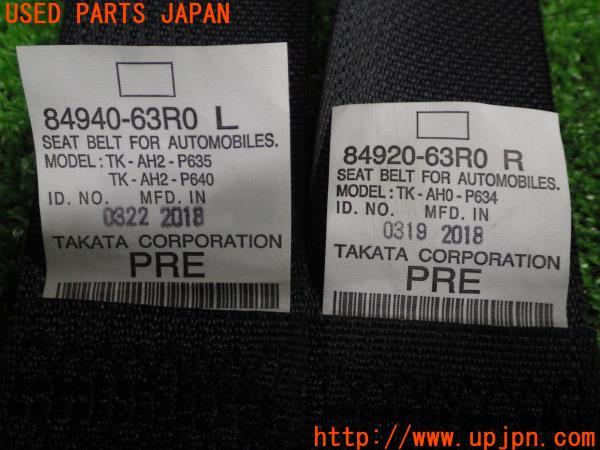 USED PARTS JAPAN
84940-63R0 L
SEAT BELT FOR AUTOMOBILES.
MODEL:TK-AH2-P635
TK-AH2-P640
ID. NO. MFD. IN
0322 2018
TAKATA CORPORATION
PRE
84920-63R0 R
SEAT BELT FOR AUTOMOBILES.
MODEL:TK-AH0-P634
ID. NO. MFD. IN
0319 2018
TAKATA CORPORATION
PRE
http://www.upjpn.com